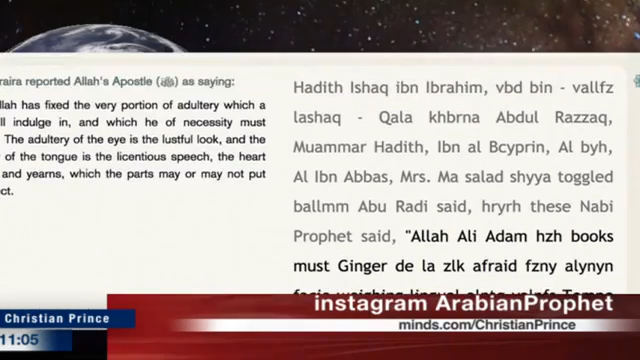 raira reported Allah's Apostle (ﷺ) as saying:
llah has fixed the very portion of adultery which a
ll indulge in, and which he of necessity must
The adultery of the eye is the lustful look, and the
of the tongue is the licentious speech, the heart
and yearns, which the parts may or may not put
ct.
Hadith Ishaq ibn Ibrahim, vbd bin - vallfz
lashaq - Qala khbrna Abdul Razzaq,
Muammar Hadith, Ibn al Bcyprin, Al byh,
Al Ibn Abbas, Mrs. Ma salad shyya toggled
ballmm Abu Radi said, hryrh these Nabi
Prophet said, "Allah Ali Adam hzh books
must Ginger de la zlk afraid fzny alynyn
instagram ArabianProphet
minds.com/ChristianPrince
Christian Prince
11:05